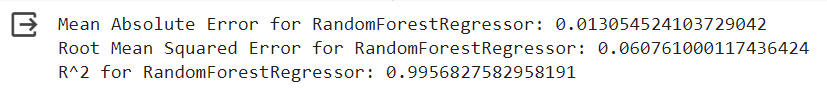 Mean Absolute Error for RandomForestRegressor: 0.013054524103729042
Root Mean Squared Error for RandomForestRegressor: 0.060761000117436424
R^2 for RandomForestRegressor: 0.9956827582958191